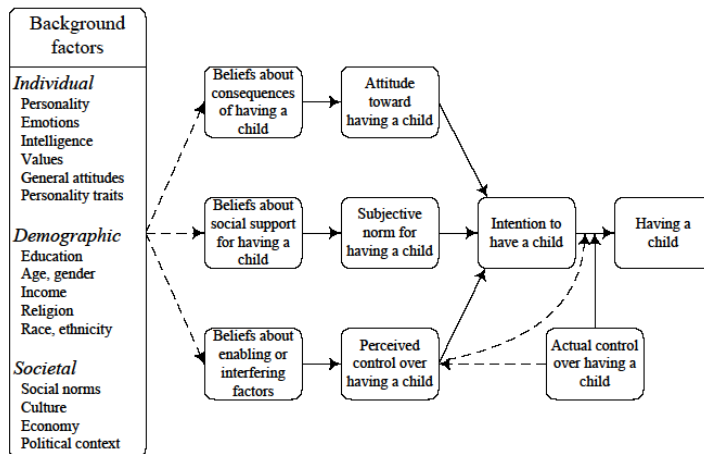 Background
factors
Individual
Personality
Emotions
Intelligence
Values
General attitudes
Personality traits
Demographic
Education
Age, gender
Income
Religion
Race, ethnicity
Societal
Social norms
Culture
Economy
Political context
Beliefs about
consequences
of having a
child
Attitude
toward
having a child
Beliefs about
social support
for having a
child
Subjective
norm for
having a child
Intention to
have a child
Having a
child
Beliefs about
enabling or
interfering
factors
Perceived
control over
having a child
Actual control
over having a
child